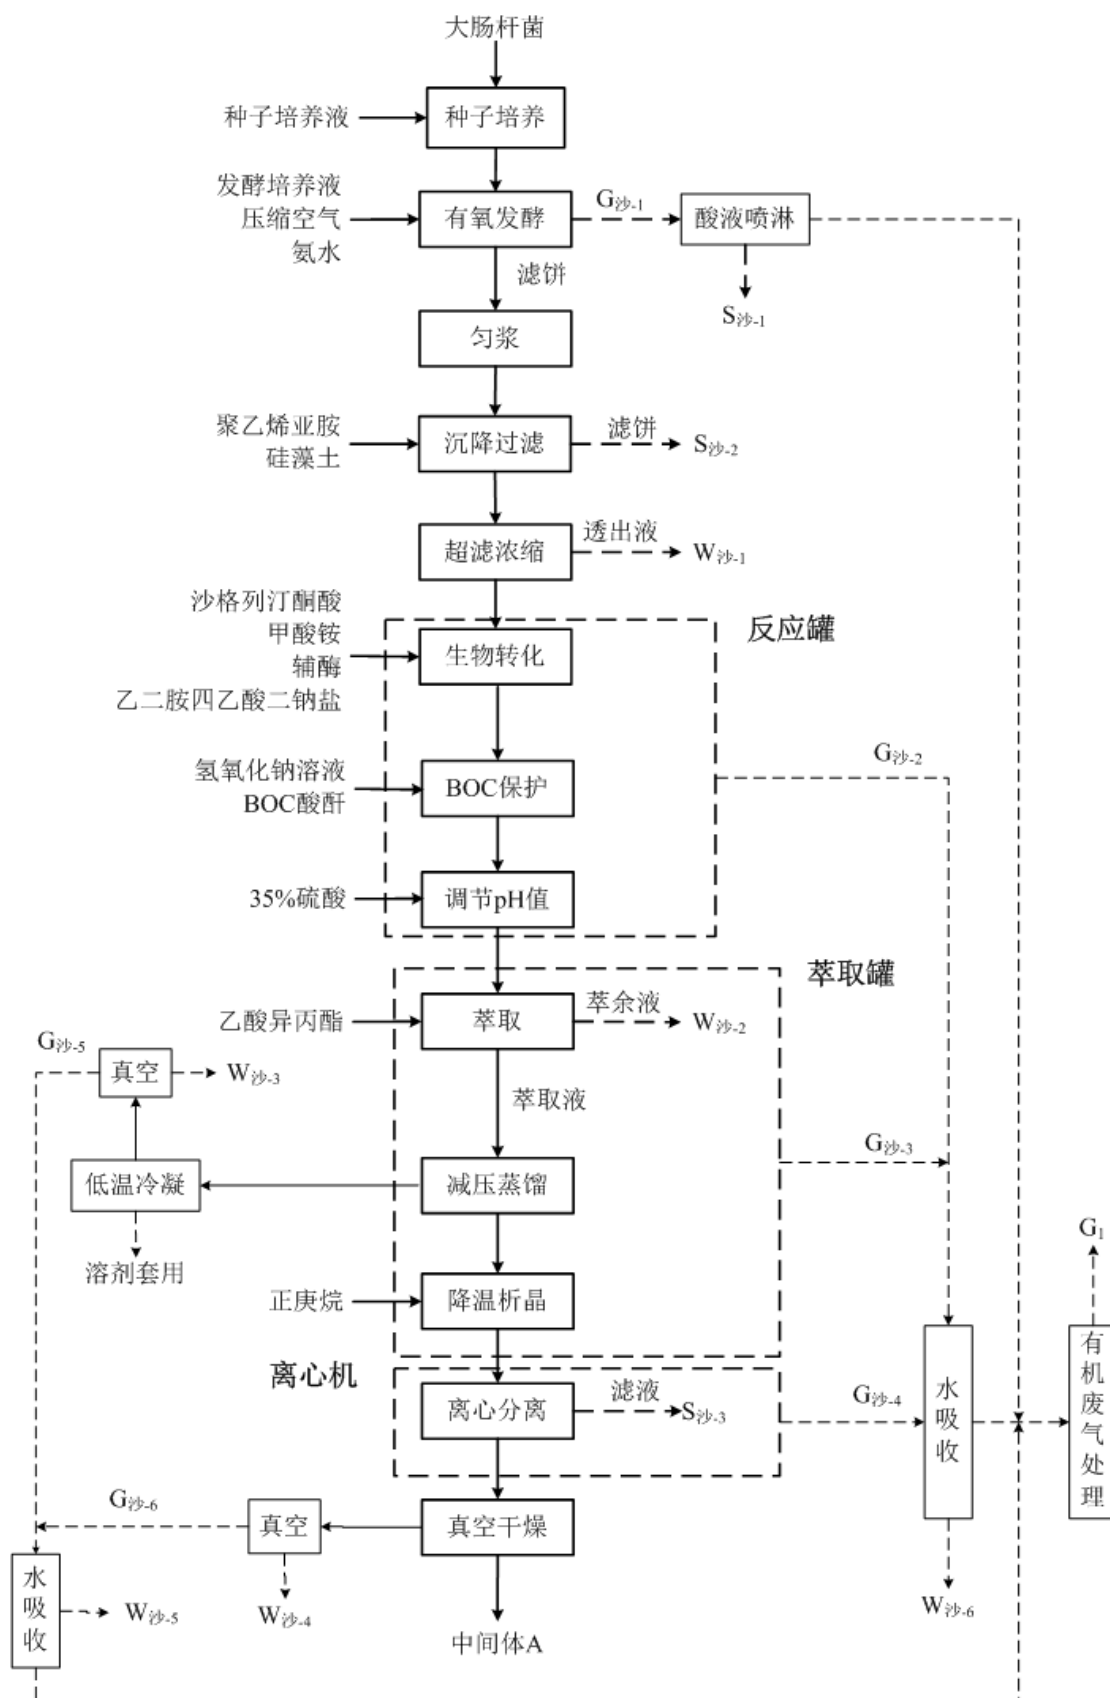 大肠杆菌
种子培养液
种子培养
发酵培养液
压缩空气
氨水
有氧发酵
G沙-1
酸液喷淋
滤饼
S沙-1
匀浆
聚乙烯亚胺
硅藻土
沉降过滤
滤饼
S沙-2
超滤浓缩
透出液
W沙-1
沙格列汀酮酸
甲酸铵
辅酶
乙二胺四乙酸二钠盐
生物转化
反应罐
氢氧化钠溶液
BOC酸酐
BOC保护
G沙-2
35%硫酸
调节pH值
萃取罐
乙酸异丙酯
萃取
萃余液
W沙-2
G沙-5
真空
W沙-3
萃取液
G沙-3
低温冷凝
减压蒸馏
溶剂套用
正庚烷
降温析晶
G1
离心机
离心分离
滤液
S沙-3
G沙-4
水吸收
有机废气处理
G沙-6
真空
真空干燥
水吸收
W沙-5
W沙-4
W沙-6
中间体A